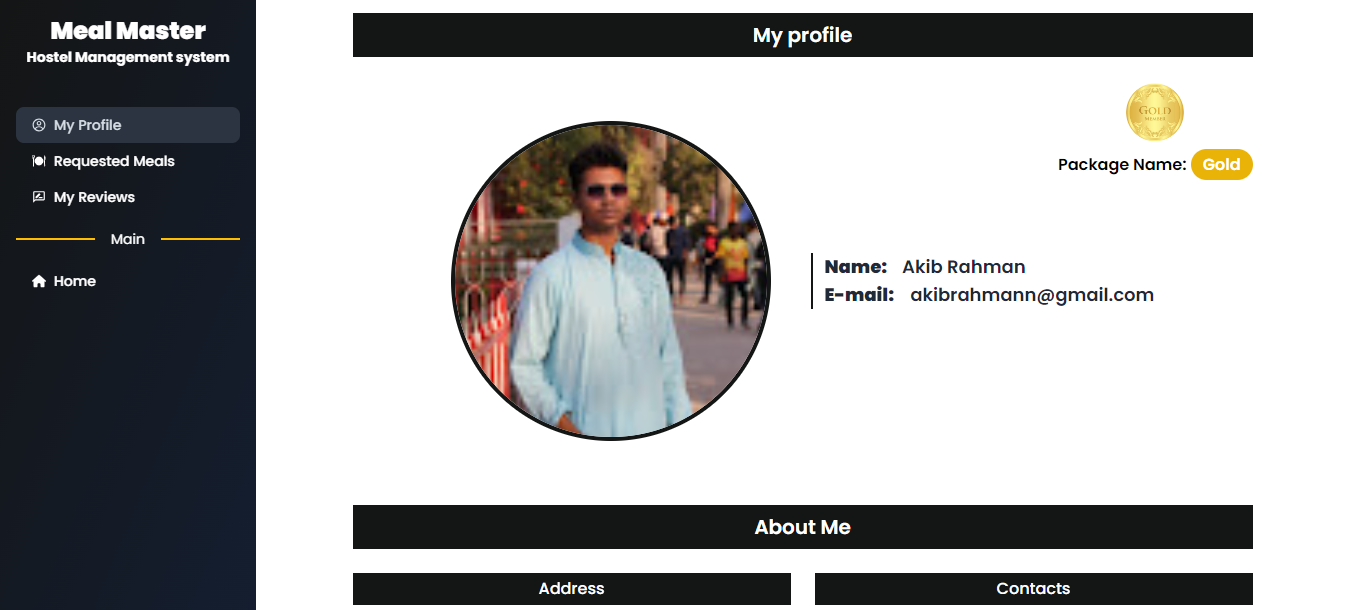 Meal Master
Hostel Management system
My Profile
Requested Meals
My Reviews
Main
Home
My profile
GOLD
MEMBER
Package Name: Gold
Name: Akib Rahman
E-mail: akibrahmann@gmail.com
About Me
Address
Contacts